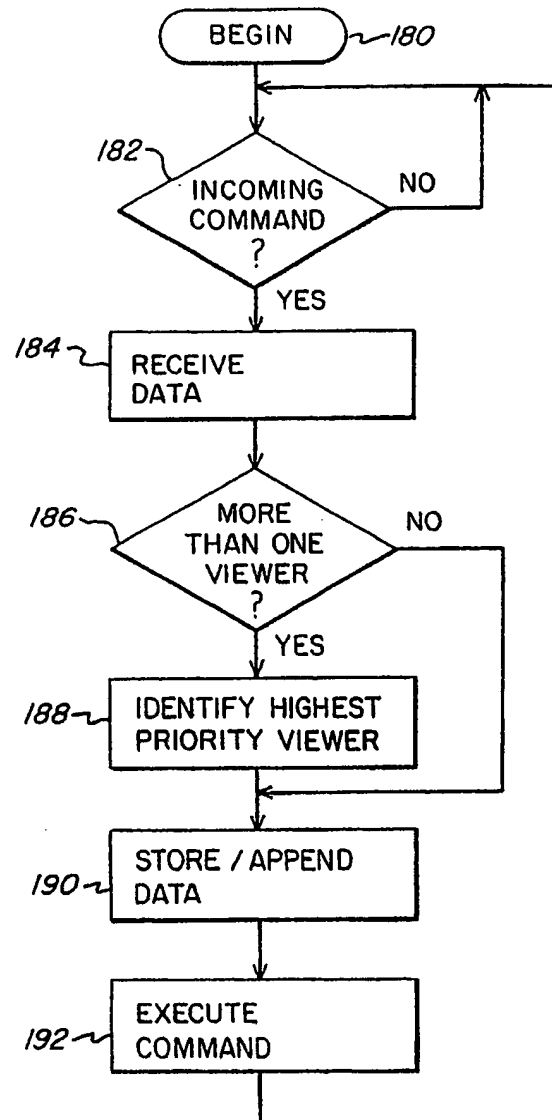 BEGIN
180
182
INCOMING
COMMAND
?
NO
YES
184
RECEIVE
DATA
186
MORE
THAN ONE
VIEWER
?
NO
YES
188
IDENTIFY HIGHEST
PRIORITY VIEWER
190
STORE / APPEND
DATA
192
EXECUTE
COMMAND